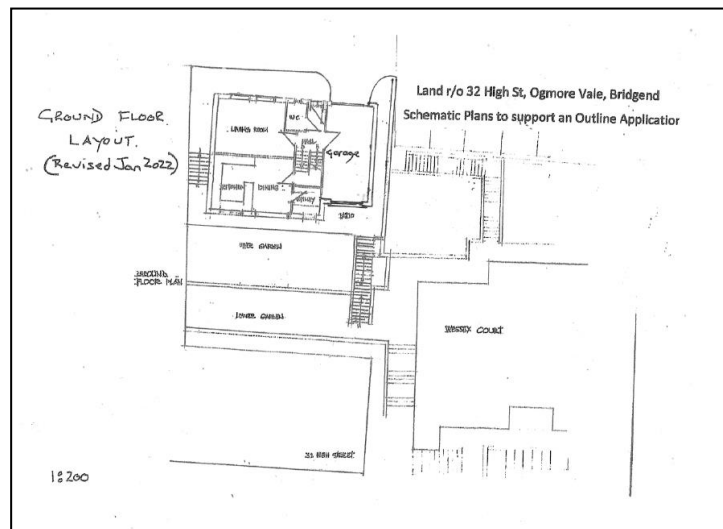 Land r/o 32 High St, Ogmore Vale, Bridgend
Schematic Plans to support an Outline Applicatior
GROUND FLOOR
LAYOUT.
(Revised Jan 2022)
WC
LIVING ROOM
HALL
Garage
KITCHEN
DINING
UTILITY
PATIO
GARDEN
GROUND
FLOOR PLAN
LOWER GARDEN
WESSEX COURT
32 HIGH STREET
1:200